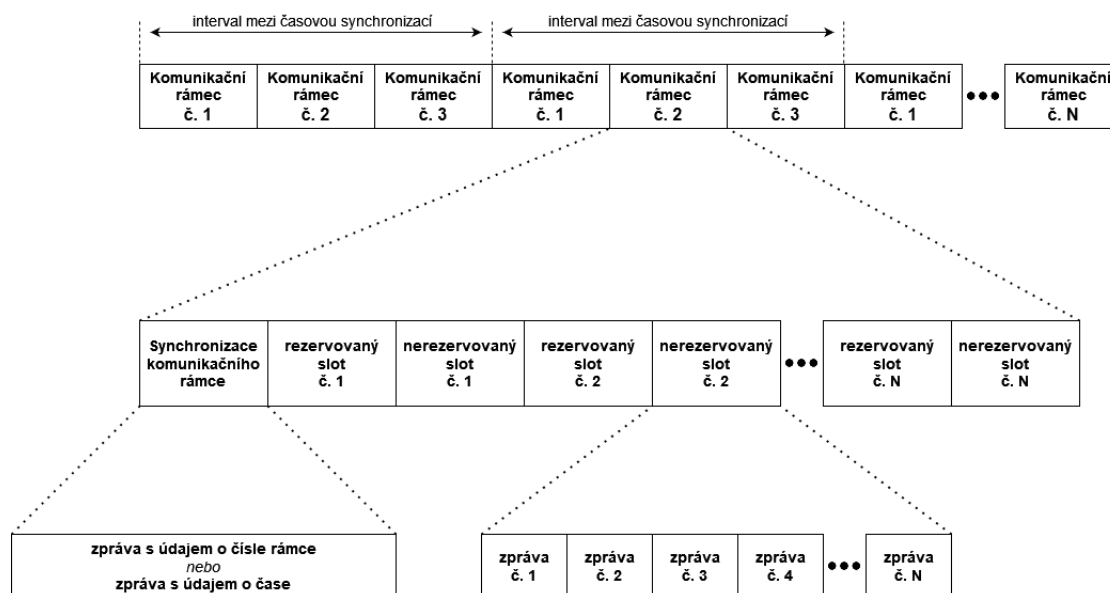 interval mezi časovou synchronizací
interval mezi časovou synchronizací
Komunikační
rámec
č. 1
Komunikační
rámec
č. 2
Komunikační
rámec
č. 3
Komunikační
rámec
č. 1
Komunikační
rámec
č. 2
Komunikační
rámec
č. 3
Komunikační
rámec
č. 1
Komunikační
rámec
č. N
Synchronizace
komunikačního
rámce
rezervovaný
slot
č. 1
nerezervovaný
slot
č. 1
rezervovaný
slot
č. 2
nerezervovaný
slot
č. 2
rezervovaný
slot
č. N
nerezervovaný
slot
č. N
zpráva s údajem o čísle rámce
nebo
zpráva s údajem o čase
zpráva
č. 1
zpráva
č. 2
zpráva
č. 3
zpráva
č. 4
zpráva
č. N